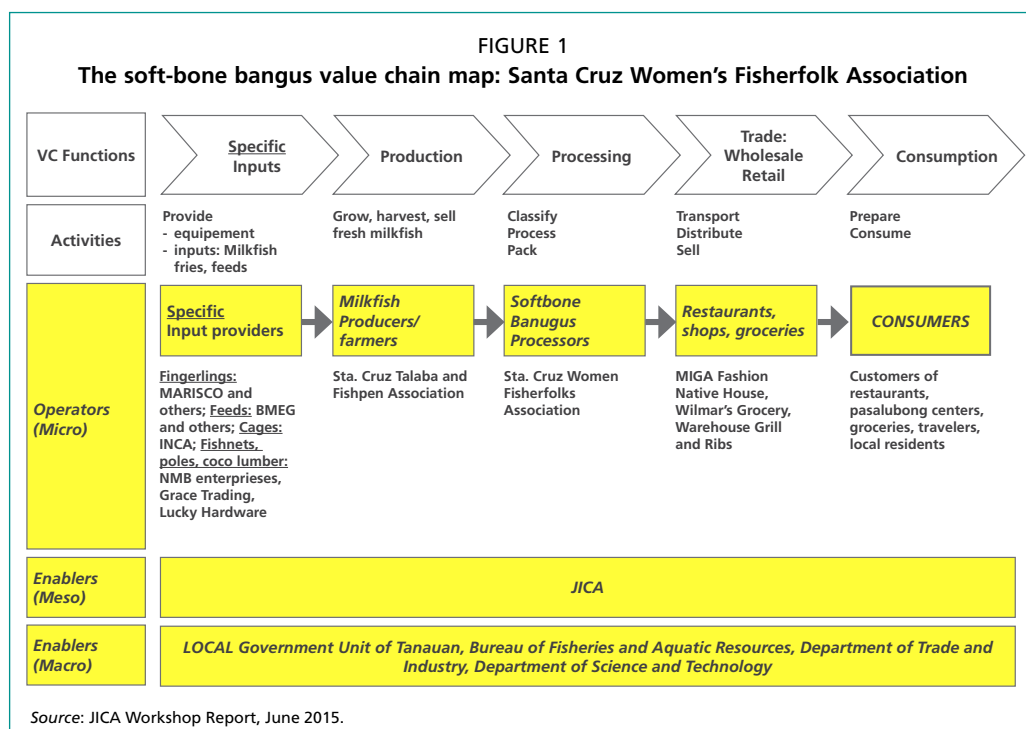 FIGURE 1
The soft-bone bangus value chain map: Santa Cruz Women’s Fisherfolk Association
VC Functions
Specific
Inputs
Production
Processing
Trade:
Wholesale
Retail
Consumption
Activities
Provide
- equipement
- inputs: Milkfish
fries, feeds
Grow, harvest, sell
fresh milkfish
Classify
Process
Pack
Transport
Distribute
Sell
Prepare
Consume
Operators
(Micro)
Specific
Input providers
Milkfish
Producers/
farmers
Softbone
Banugus
Processors
Restaurants,
shops, groceries
CONSUMERS
Fingerlings:
MARISCO and
others; Feeds: BMEG
and others; Cages:
INCA; Fishnets,
poles, coco lumber:
NMB enterprieses,
Grace Trading,
Lucky Hardware
Sta. Cruz Talaba and
Fishpen Association
Sta. Cruz Women
Fisherfolks
Association
MIGA Fashion
Native House,
Wilmar’s Grocery,
Warehouse Grill
and Ribs
Customers of
restaurants,
pasalubong centers,
groceries, travelers,
local residents
Enablers
(Meso)
JICA
Enablers
(Macro)
LOCAL Government Unit of Tanauan, Bureau of Fisheries and Aquatic Resources, Department of Trade and
Industry, Department of Science and Technology
Source: JICA Workshop Report, June 2015.